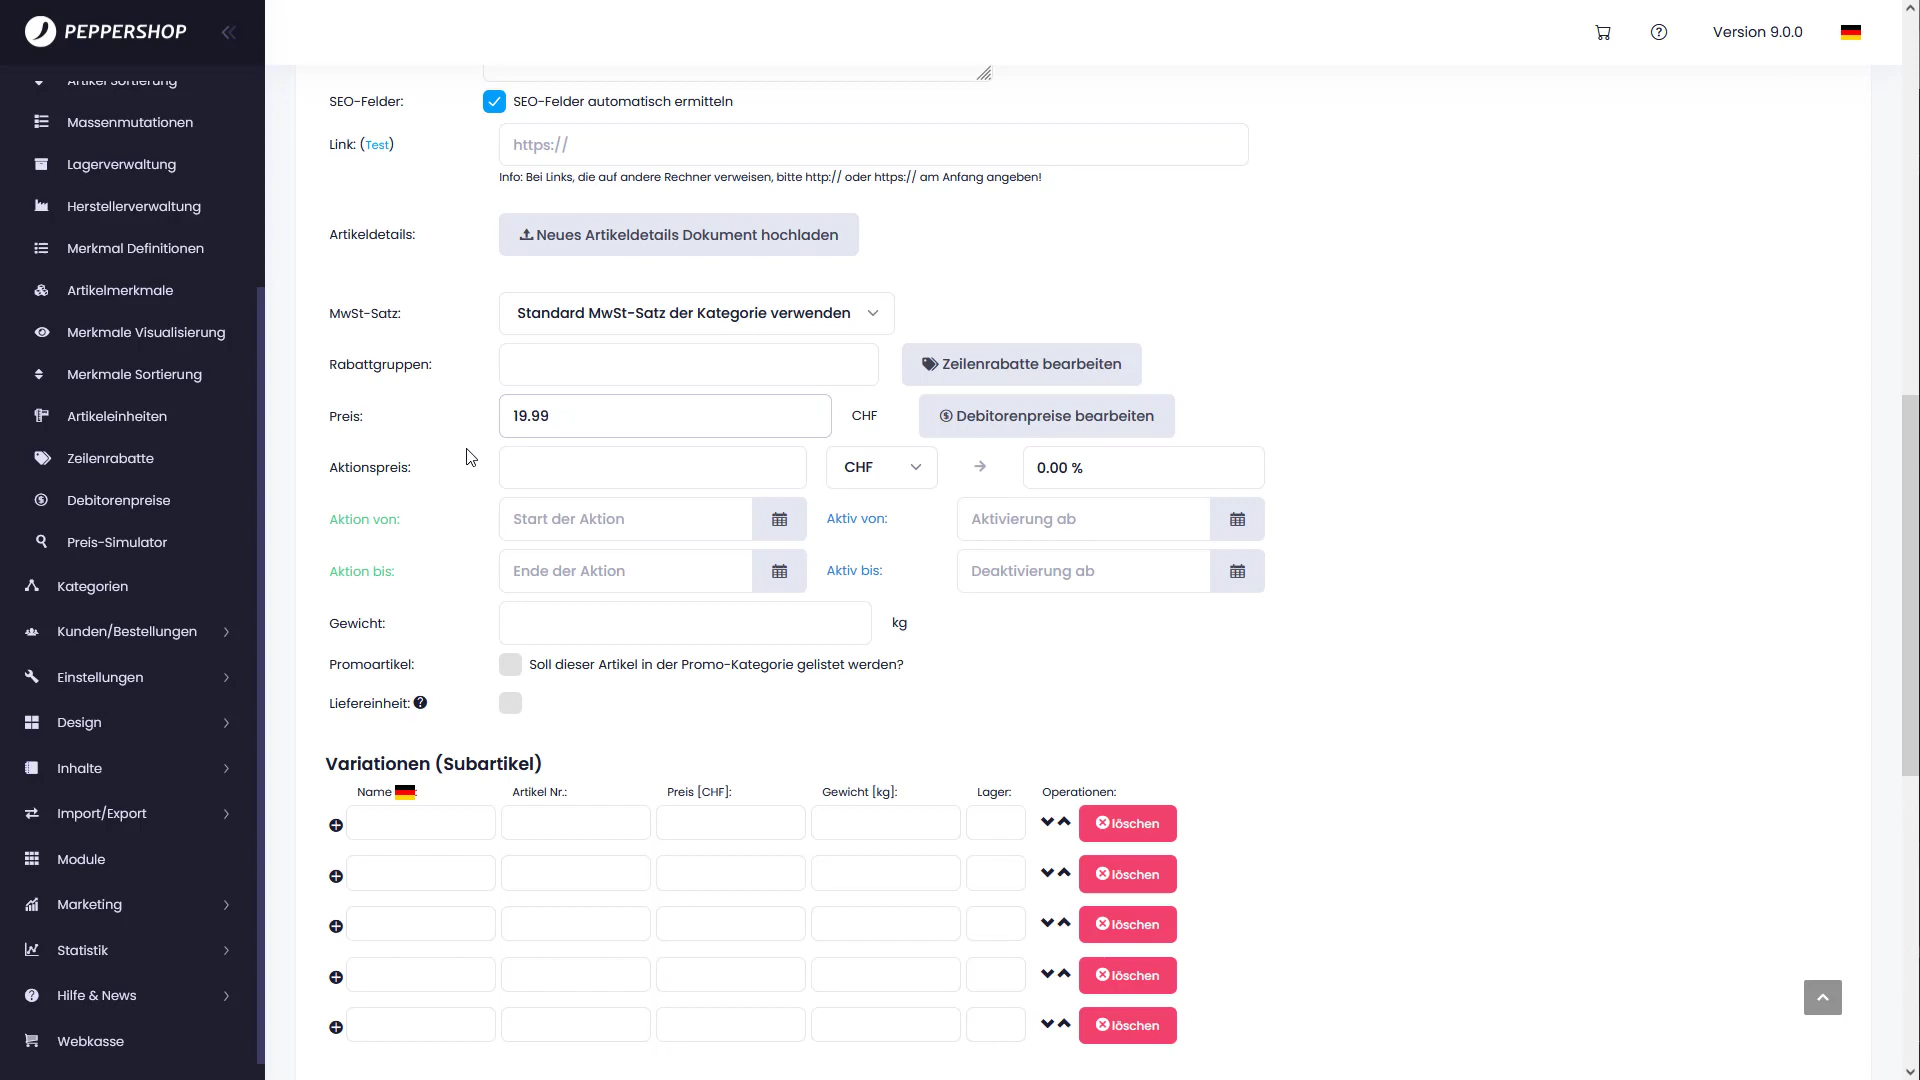 PEPPERSHOP
Version 9.0.0
Artikel Sortierung
Massenmutationen
Lagerverwaltung
Herstellerverwaltung
Merkmal Definitionen
Artikelmerkmale
Merkmale Visualisierung
Merkmale Sortierung
Artikeleinheiten
Zeilenrabatte
Debitorenpreise
Preis-Simulator
Kategorien
Kunden/Bestellungen
Einstellungen
Design
Inhalte
Import/Export
Module
Marketing
Statistik
Hilfe & News
Webkasse
SEO-Felder: SEO-Felder automatisch ermitteln
Link: (Test) https://
Info: Bei Links, die auf andere Rechner verweisen, bitte http:// oder https:// am Anfang angeben!
Artikeldetails: Neues Artikeldetails Dokument hochladen
MwSt-Satz: Standard MwSt-Satz der Kategorie verwenden
Rabattgruppen: Zeilenrabatte bearbeiten
Preis: 19.99 CHF Debitorenpreise bearbeiten
Aktionspreis: CHF → 0.00 %
Aktion von: Start der Aktion Aktiv von: Aktivierung ab
Aktion bis: Ende der Aktion Aktiv bis: Deaktivierung ab
Gewicht: kg
Promoartikel: Soll dieser Artikel in der Promo-Kategorie gelistet werden?
Liefereinheit: ?
Variationen (Subartikel)
Name : Artikel Nr.: Preis [CHF]: Gewicht [kg]: Lager: Operationen:
löschen
löschen
löschen
löschen
löschen